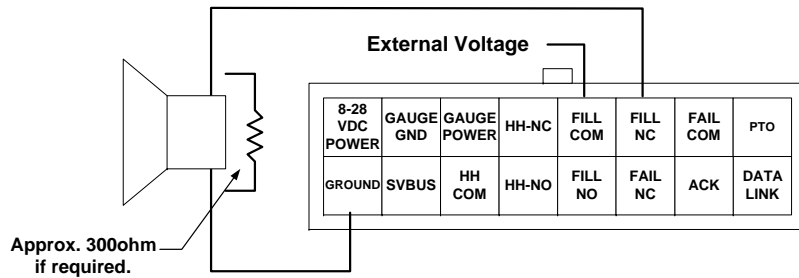 External Voltage
8-28
VDC
POWER
GAUGE
GND
GAUGE
POWER
HH-NC
FILL
COM
FILL
NC
FAIL
COM
PTO
GROUND
SVBUS
HH
COM
HH-NO
FILL
NO
FAIL
NC
ACK
DATA
LINK
Approx. 300ohm
if required.